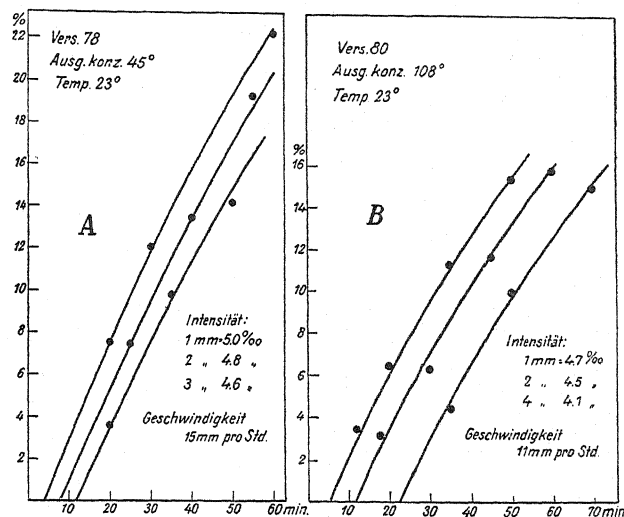 %
22
20
18
16
14
12
10
8
6
4
2
Vers. 78
Ausg. konz. 45°
Temp. 23°
A
Intensität:
1 mm=5.0‰
2 „ 4.8 „
3 „ 4.6 „
Geschwindigkeit
15mm pro Std.
10 20 30 40 50 60 min.
Vers. 80
Ausg. konz. 108°
Temp. 23°
%
16
14
12
10
8
6
4
2
B
Intensität:
1 mm=4.7‰
2 „ 4.5 „
4 „ 4.1 „
Geschwindigkeit
11mm pro Std.
10 20 30 40 50 60 70 min.